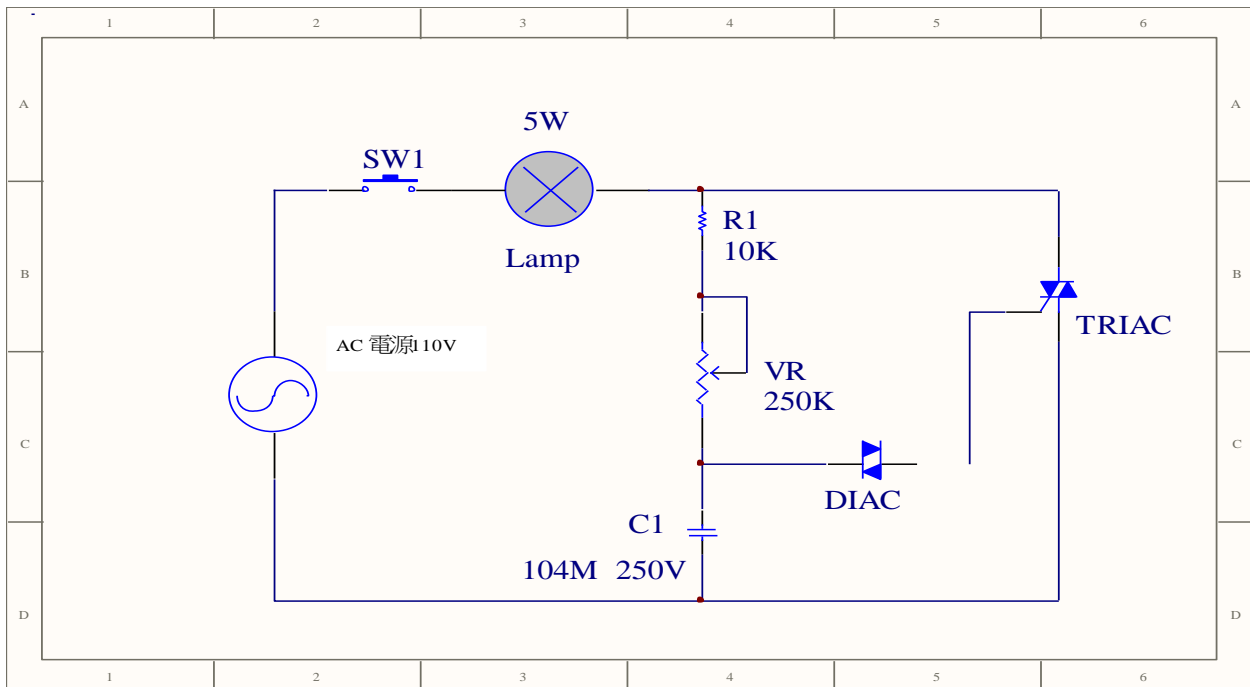 1 2 3 4 5 6
A A
5W
SW1
Lamp
R1
10K
B B
TRIAC
AC 電源110V
VR
250K
C C
DIAC
C1
104M 250V
D D
1 2 3 4 5 6